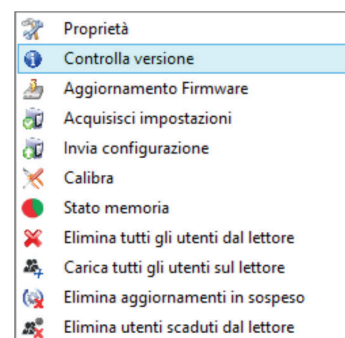 Proprietà
Controlla versione
Aggiornamento Firmware
Acquisisci impostazioni
Invia configurazione
Calibra
Stato memoria
Elimina tutti gli utenti dal lettore
Carica tutti gli utenti sul lettore
Elimina aggiornamenti in sospeso
Elimina utenti scaduti dal lettore